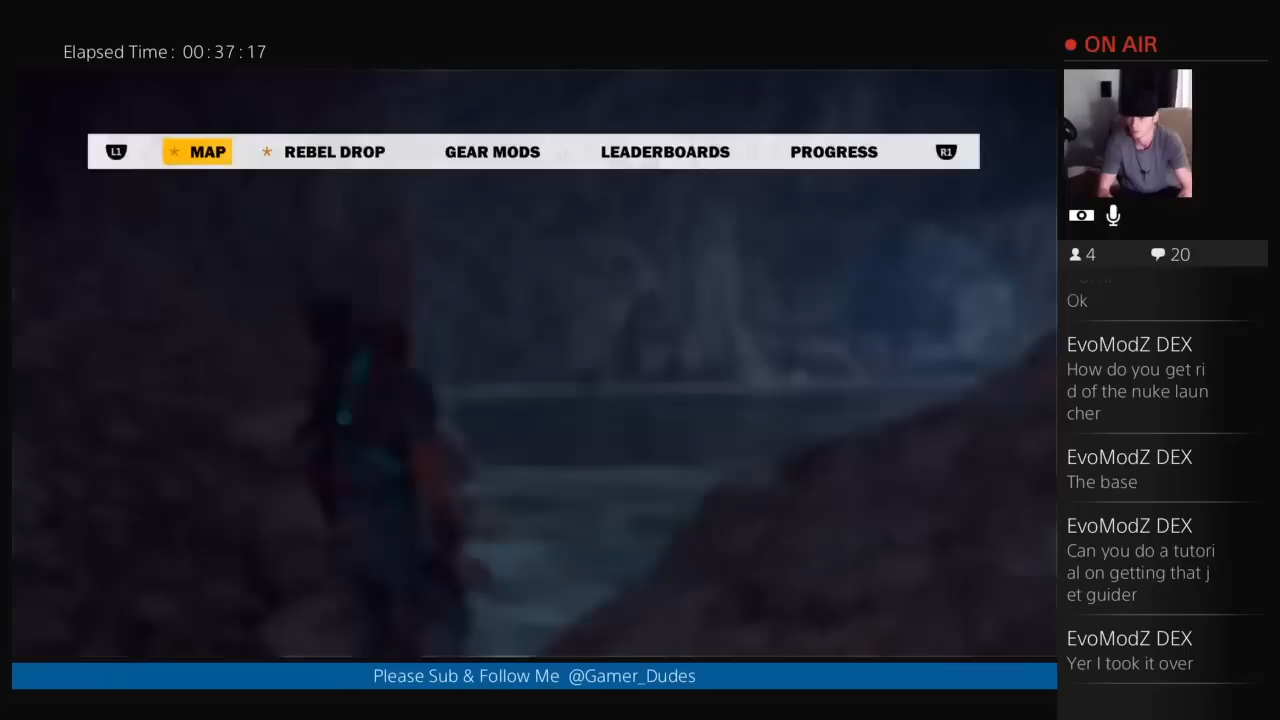 Elapsed Time: 00:37:17
ON AIR
L1 MAP REBEL DROP GEAR MODS LEADERBOARDS PROGRESS R1
4 20
Ok
EvoModZ DEX
How do you get ri
d of the nuke laun
cher
EvoModZ DEX
The base
EvoModZ DEX
Can you do a tutori
al on getting that j
et guider
EvoModZ DEX
Yer I took it over
Please Sub & Follow Me @Gamer_Dudes